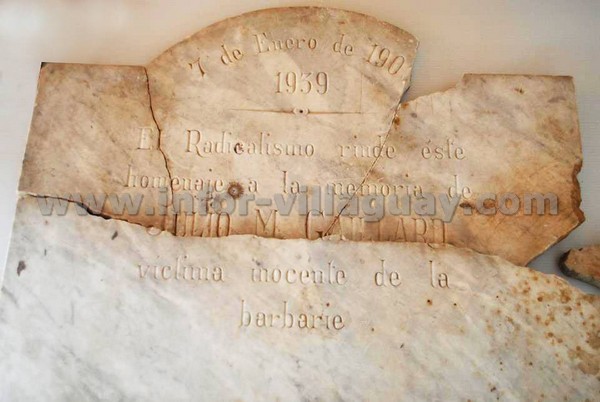 7 de Enero de 190
1939
El Radicalismo rinde éste
homenaje a la memoria de
www.infor-villaguay.com.ar
M.
victima inocente de la
barbarie